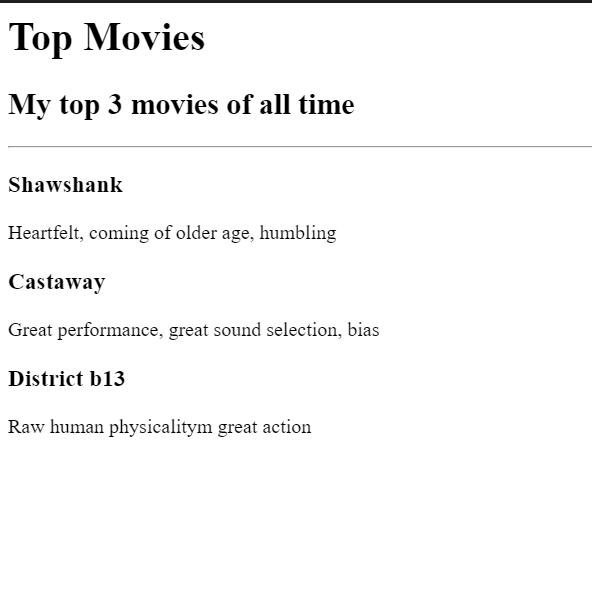 Top Movies
My top 3 movies of all time
Shawshank
Heartfelt, coming of older age, humbling
Castaway
Great performance, great sound selection, bias
District b13
Raw human physicalitym great action